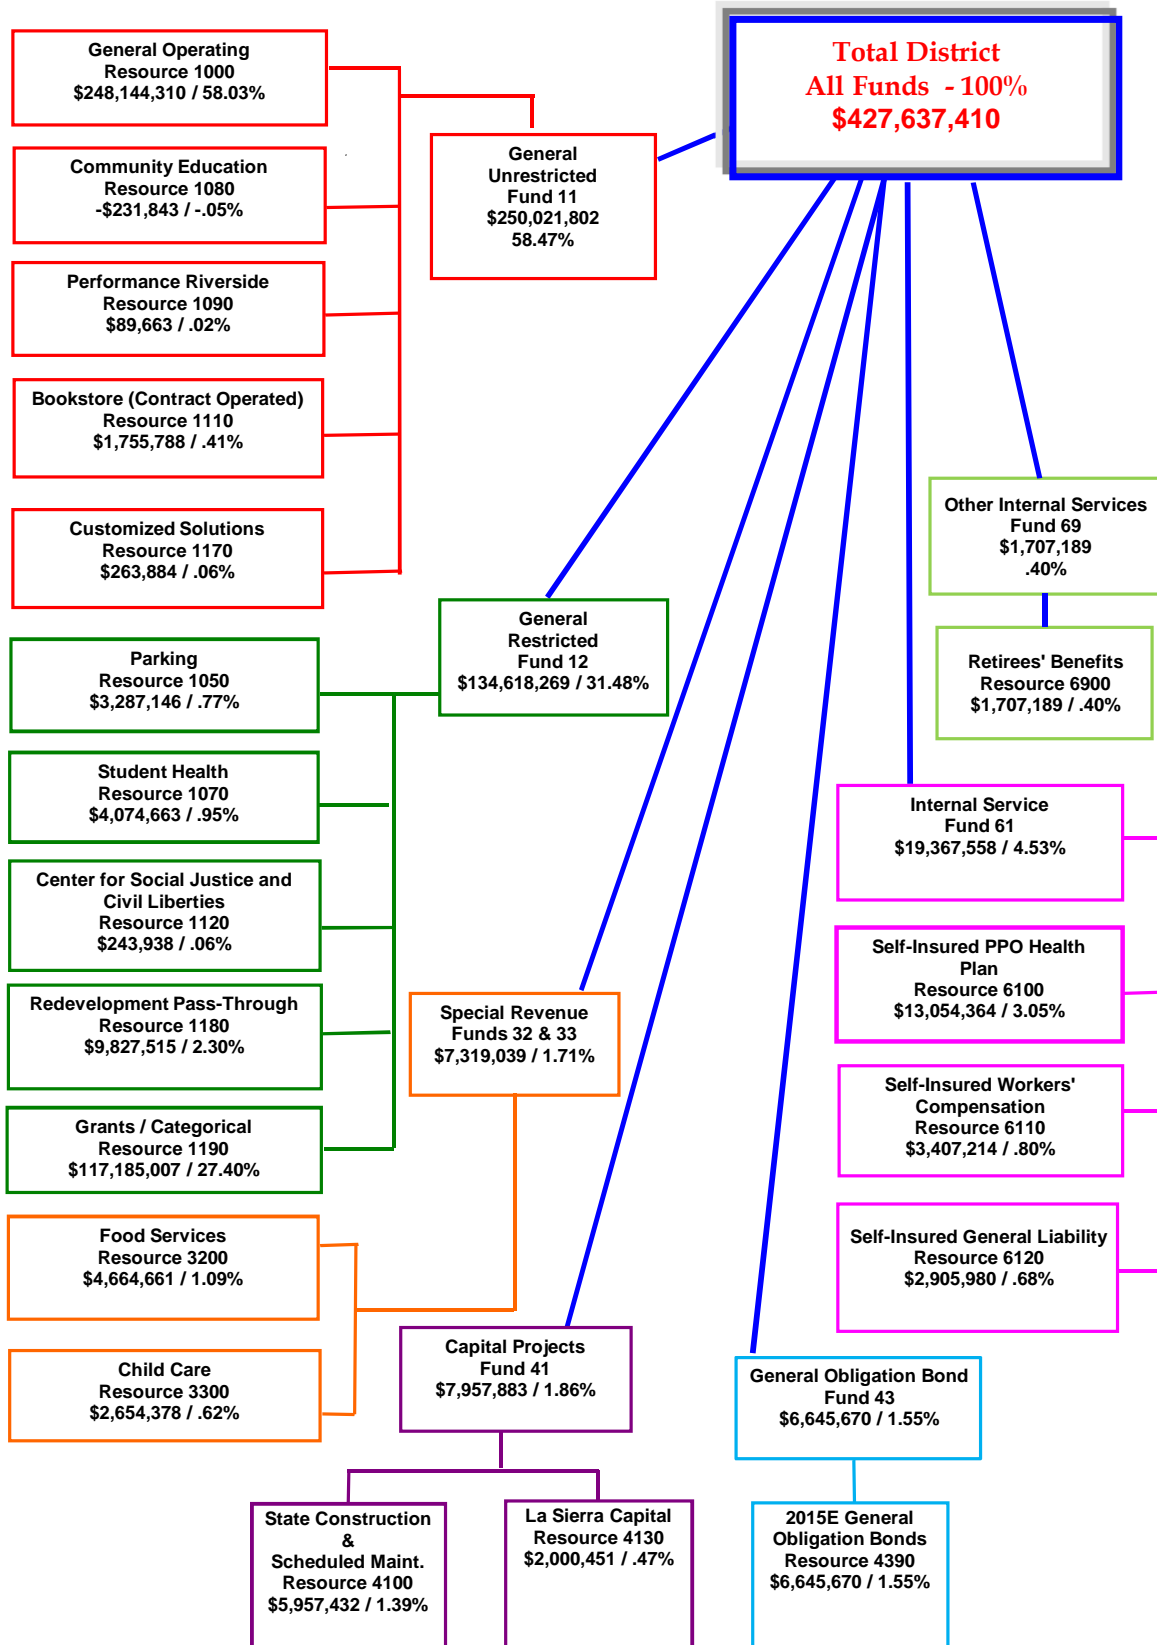 Total District
All Funds - 100%
$427,637,410
General Operating
Resource 1000
$248,144,310 / 58.03%
Community Education
Resource 1080
-$231,843 / -.05%
Performance Riverside
Resource 1090
$89,663 / .02%
Bookstore (Contract Operated)
Resource 1110
$1,755,788 / .41%
Customized Solutions
Resource 1170
$263,884 / .06%
General
Unrestricted
Fund 11
$250,021,802
58.47%
Other Internal Services
Fund 69
$1,707,189
.40%
Retirees' Benefits
Resource 6900
$1,707,189 / .40%
General
Restricted
Fund 12
$134,618,269 / 31.48%
Parking
Resource 1050
$3,287,146 / .77%
Student Health
Resource 1070
$4,074,663 / .95%
Center for Social Justice and
Civil Liberties
Resource 1120
$243,938 / .06%
Redevelopment Pass-Through
Resource 1180
$9,827,515 / 2.30%
Grants / Categorical
Resource 1190
$117,185,007 / 27.40%
Internal Service
Fund 61
$19,367,558 / 4.53%
Self-Insured PPO Health
Plan
Resource 6100
$13,054,364 / 3.05%
Self-Insured Workers'
Compensation
Resource 6110
$3,407,214 / .80%
Self-Insured General Liability
Resource 6120
$2,905,980 / .68%
Special Revenue
Funds 32 & 33
$7,319,039 / 1.71%
Food Services
Resource 3200
$4,664,661 / 1.09%
Child Care
Resource 3300
$2,654,378 / .62%
Capital Projects
Fund 41
$7,957,883 / 1.86%
General Obligation Bond
Fund 43
$6,645,670 / 1.55%
State Construction
&
Scheduled Maint.
Resource 4100
$5,957,432 / 1.39%
La Sierra Capital
Resource 4130
$2,000,451 / .47%
2015E General
Obligation Bonds
Resource 4390
$6,645,670 / 1.55%